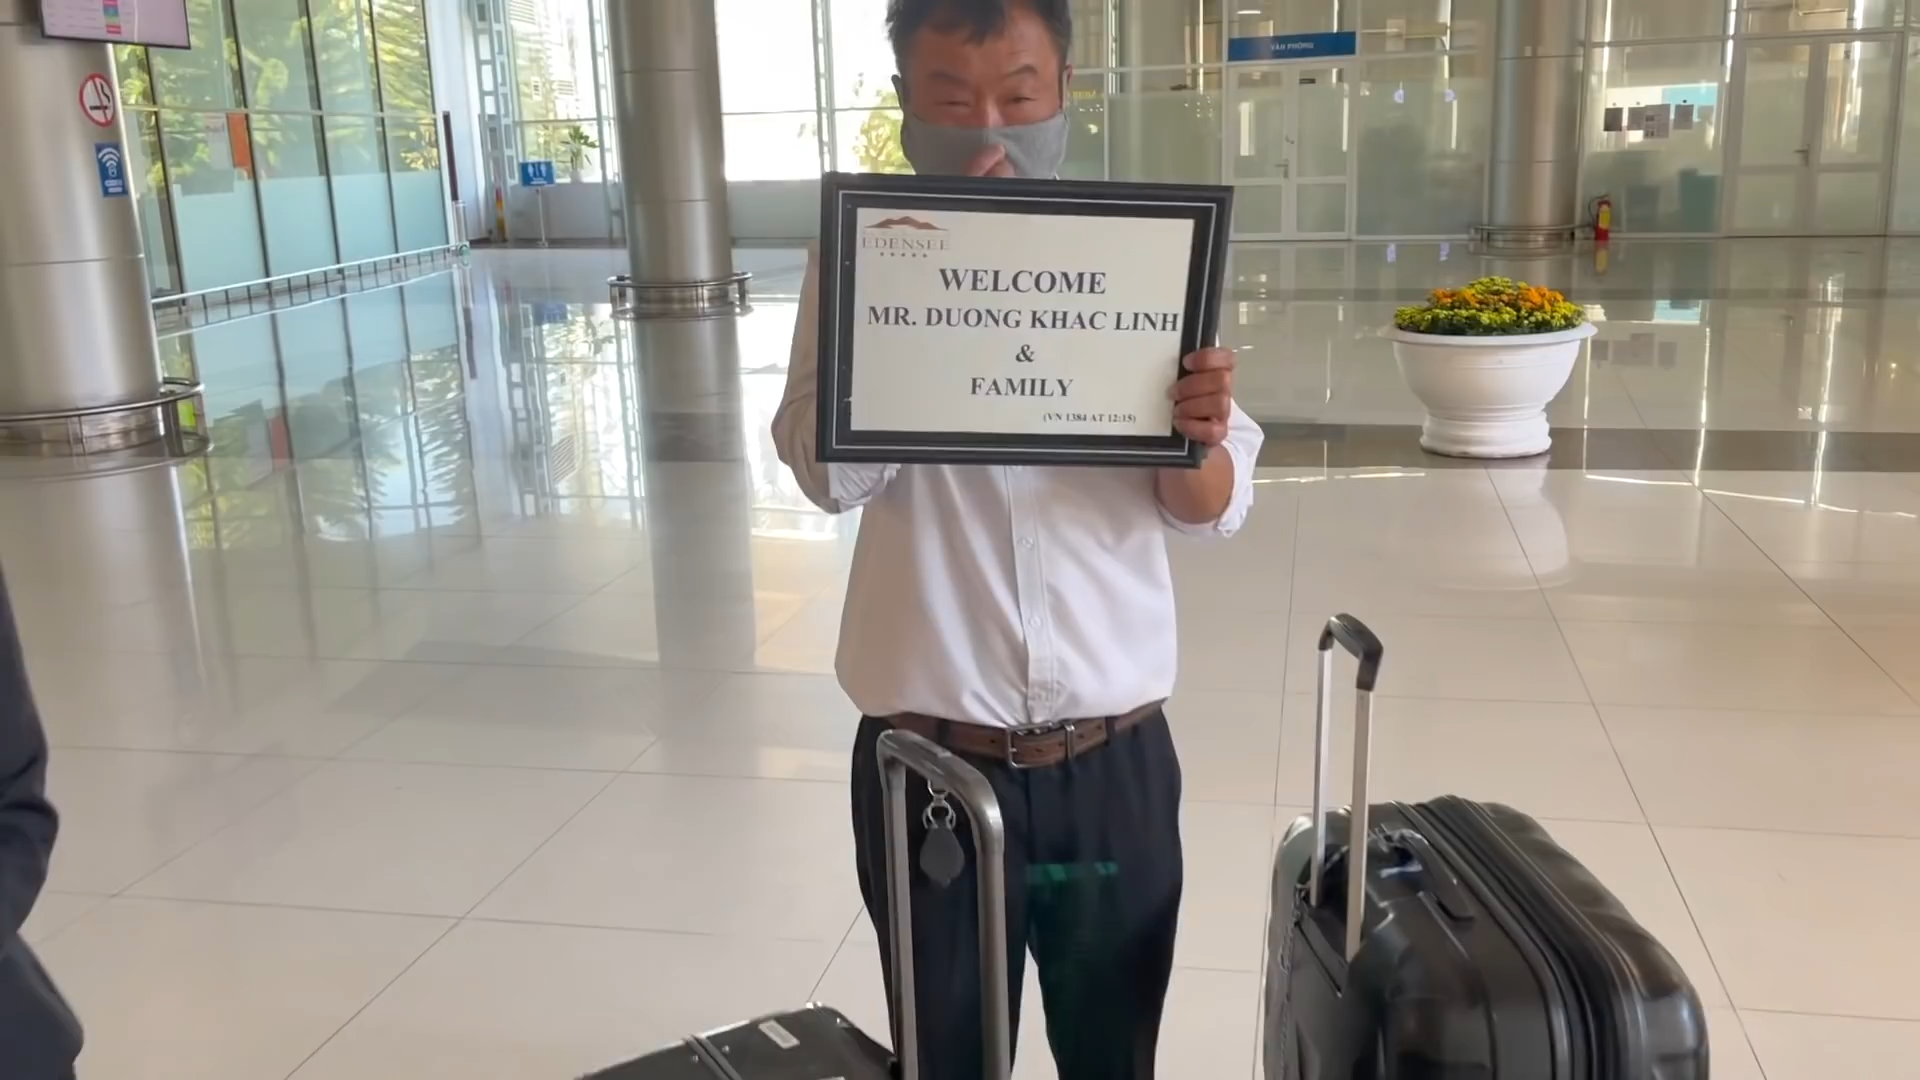 VĂN PHÒNG
EDENSEE
WELCOME
MR. DUONG KHAC LINH
&
FAMILY
(VN 1384 AT 12:15)